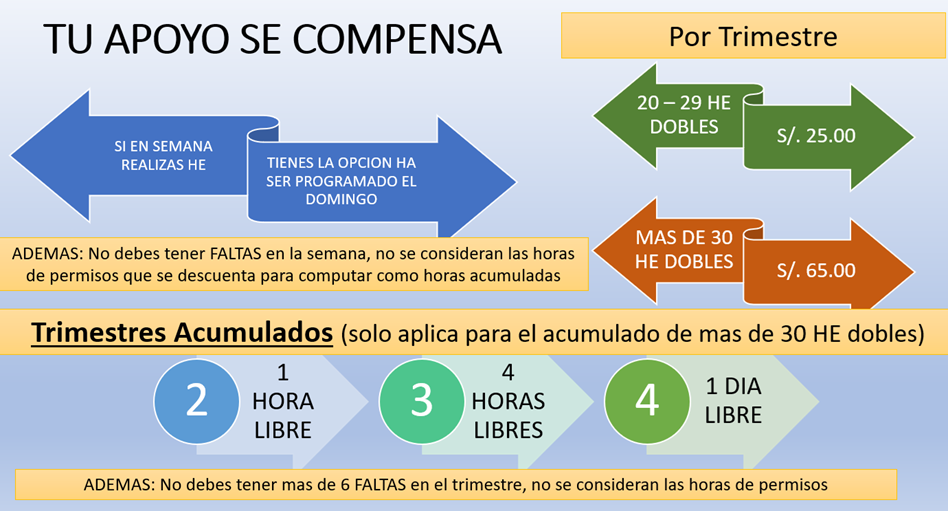 TU APOYO SE COMPENSA
Por Trimestre
SI EN SEMANA
REALIZAS HE
TIENES LA OPCION HA
SER PROGRAMADO EL
DOMINGO
20 – 29 HE
DOBLES
S/. 25.00
MAS DE 30
HE DOBLES
S/. 65.00
ADEMAS: No debes tener FALTAS en la semana, no se consideran las horas
de permisos que se descuenta para computar como horas acumuladas
Trimestres Acumulados (solo aplica para el acumulado de mas de 30 HE dobles)
2
1
HORA
LIBRE
3
4
HORAS
LIBRES
4
1 DIA
LIBRE
ADEMAS: No debes tener mas de 6 FALTAS en el trimestre, no se consideran las horas de permisos